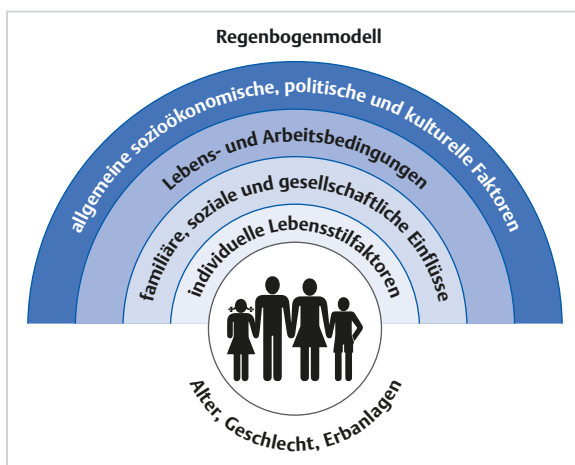 Regenbogenmodell
allgemeine sozioökonomische, politische und kulturelle Faktoren
Lebens- und Arbeitsbedingungen
familiäre, soziale und gesellschaftliche Einflüsse
individuelle Lebensstilfaktoren
Alter, Geschlecht, Erbanlagen